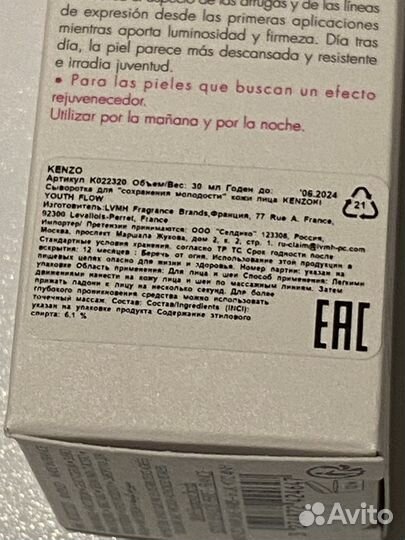 el aspecto de las arrugas y de las líneas
de expresión desde las primeras aplicaciones
mientras aporta luminosidad y firmeza. Día tras
día, la piel parece más descansada y resistente
e irradia juventud.
• Para las pieles que buscan un efecto
rejuvenecedor.
Utilizar por la mañana y por la noche.
KENZO
Артикул K022320 Объем/Вес: 30 мл Годен до: '06.2024
Сыворотка для "сохранения молодости" кожи лица KENZOKI
YOUTH FLOW
Изготовитель:LVMH Fragrance Brands,Франция, 77 Rue A. France,
92300 Levallois-Perret, France
Импортер/ Претензии принимаются: ООО "Селдико" 123308, Россия,
Москва, проспект Маршала Жукова, дом 2, к. 2, стр. 1. ru-claim@lvmh-pc.com
Стандартные условия хранения, согласно ТР ТС Срок годности после
вскрытия: 12 месяцев : Беречь от огня. Использование этой продукции в
пищевых целях опасно для жизни и здоровья. Номер партии: указан на
упаковке Область применения: Для лица и шеи Способ применения: Легкими
движениями нанести на кожу лица и шеи по массажным линиям. Затем
прижать ладони к лицу на несколько секунд. Для более
глубокого проникновения средства можно использовать
точечный массаж. Состав: Состав/Ingredients (INCI):
указан на упаковке продукта Содержание этилового
спирта: 6,1 %
21
EAC
Avito